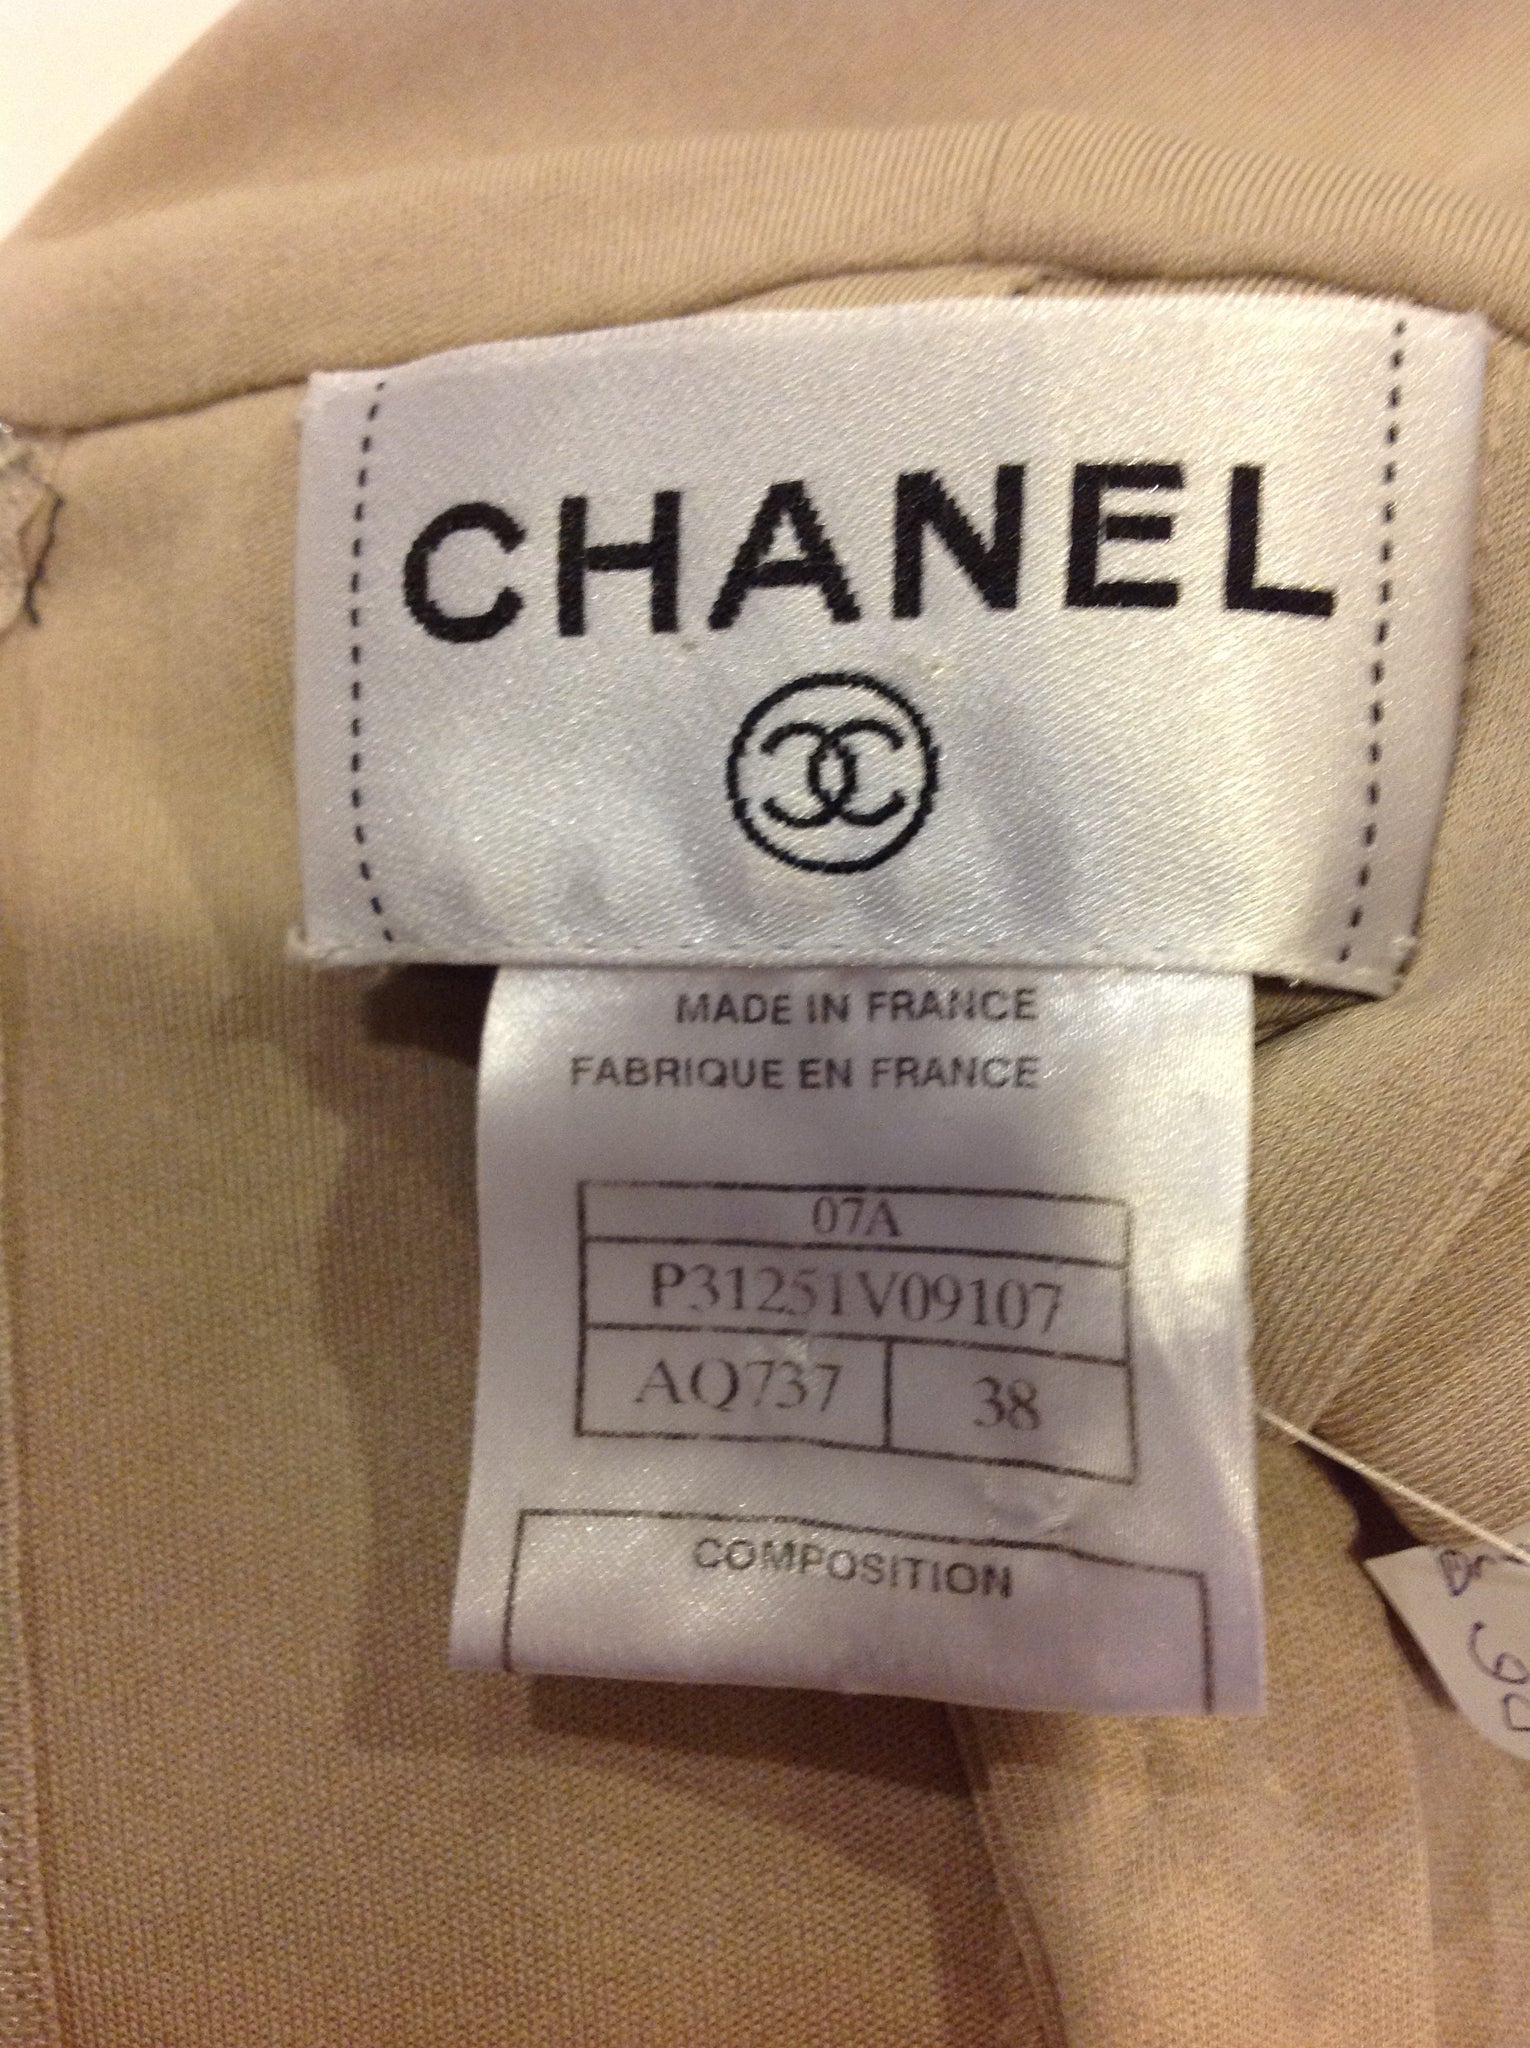 CHANEL
MADE IN FRANCE
FABRIQUE EN FRANCE
07A
P31251V09107
AQ737 38
COMPOSITION